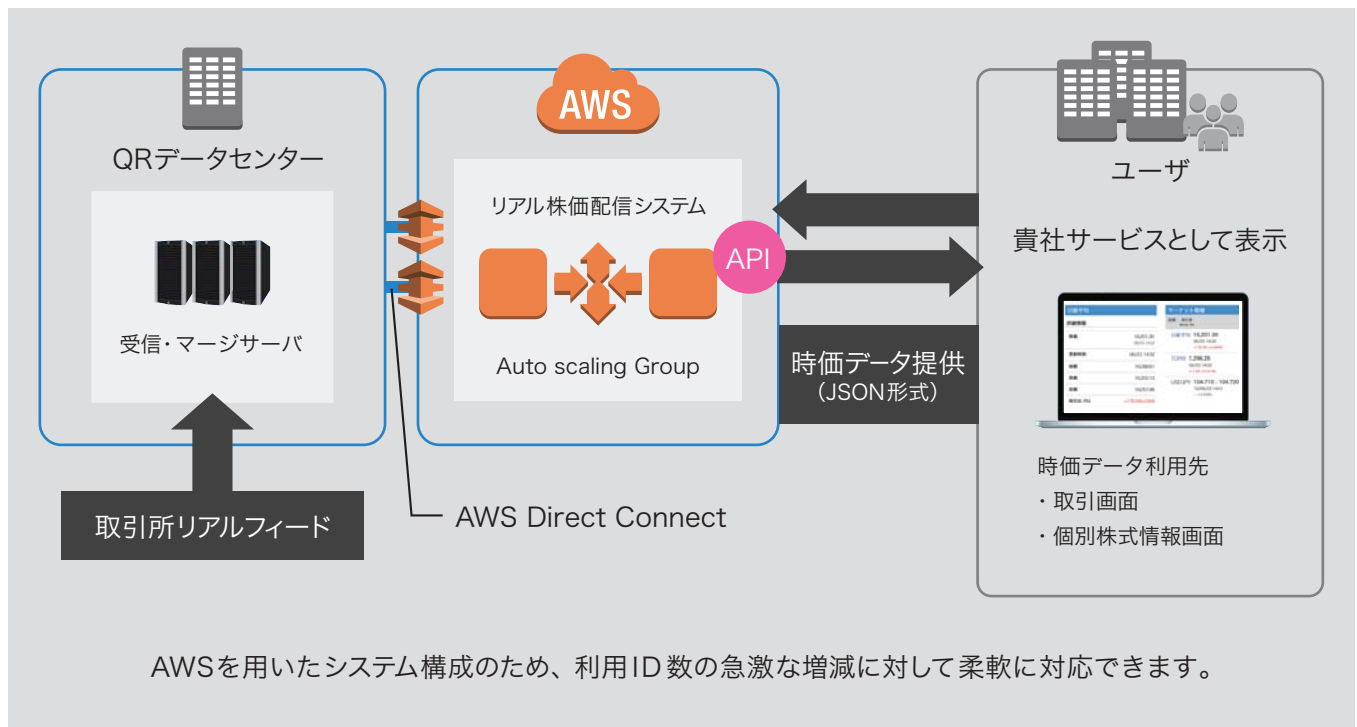 QRデータセンター
受信・マージサーバ
取引所リアルフィード
AWS
リアル株価配信システム
Auto scaling Group
API
AWS Direct Connect
時価データ提供
（JSON形式）
ユーザ
貴社サービスとして表示
時価データ利用先
・取引画面
・個別株式情報画面
AWSを用いたシステム構成のため、利用ID数の急激な増減に対して柔軟に対応できます。